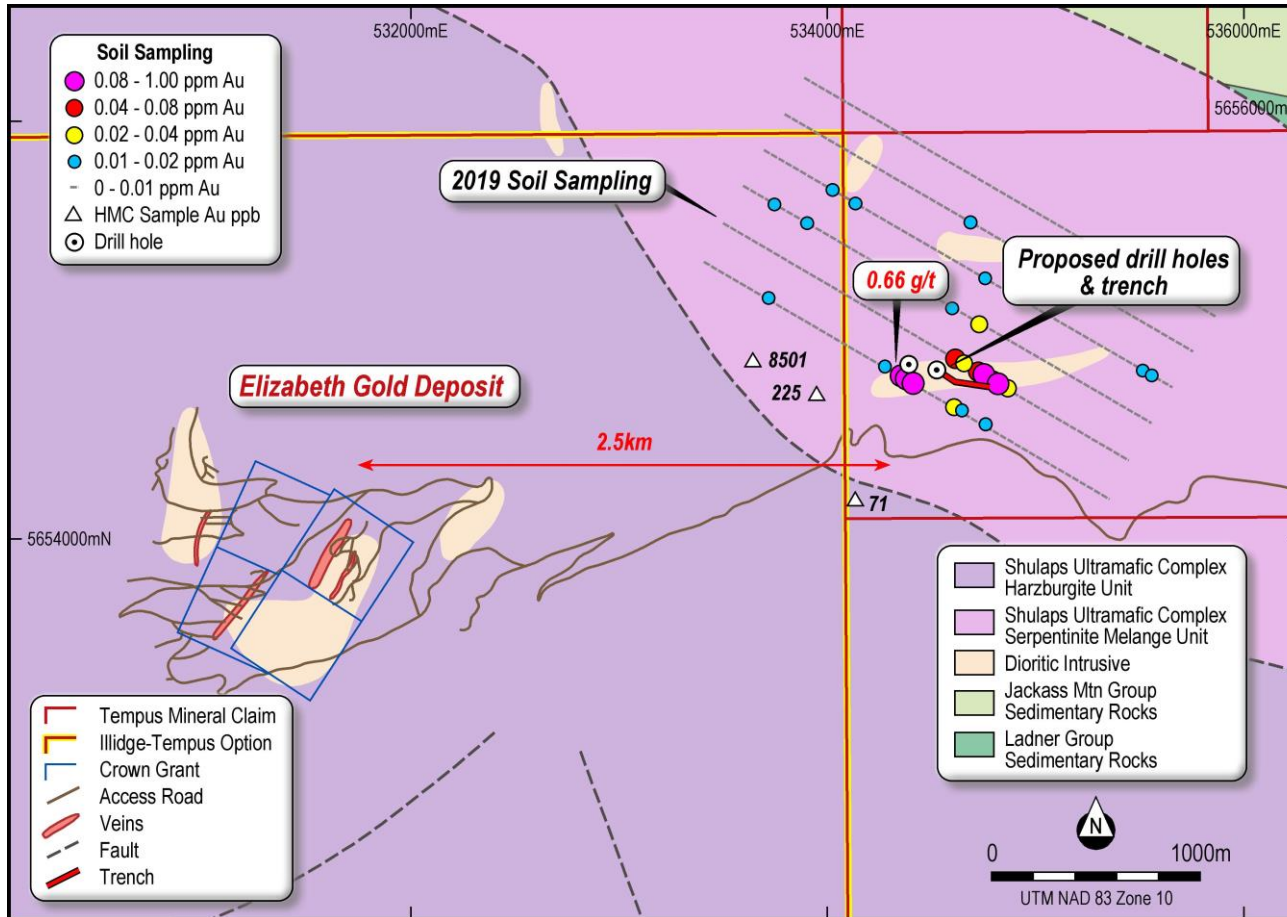 532000mE
534000mE
536000mE
5656000m
Soil Sampling
0.08 - 1.00 ppm Au
0.04 - 0.08 ppm Au
0.02 - 0.04 ppm Au
0.01 - 0.02 ppm Au
0 - 0.01 ppm Au
HMC Sample Au ppb
Drill hole
2019 Soil Sampling
0.66 g/t
Proposed drill holes
& trench
8501
225
Elizabeth Gold Deposit
2.5km
71
5654000mN
Shulaps Ultramafic Complex
Harzburgite Unit
Shulaps Ultramafic Complex
Serpentinite Melange Unit
Dioritic Intrusive
Jackass Mtn Group
Sedimentary Rocks
Ladner Group
Sedimentary Rocks
Tempus Mineral Claim
Illidge-Tempus Option
Crown Grant
Access Road
Veins
Fault
Trench
N
0 1000m
UTM NAD 83 Zone 10